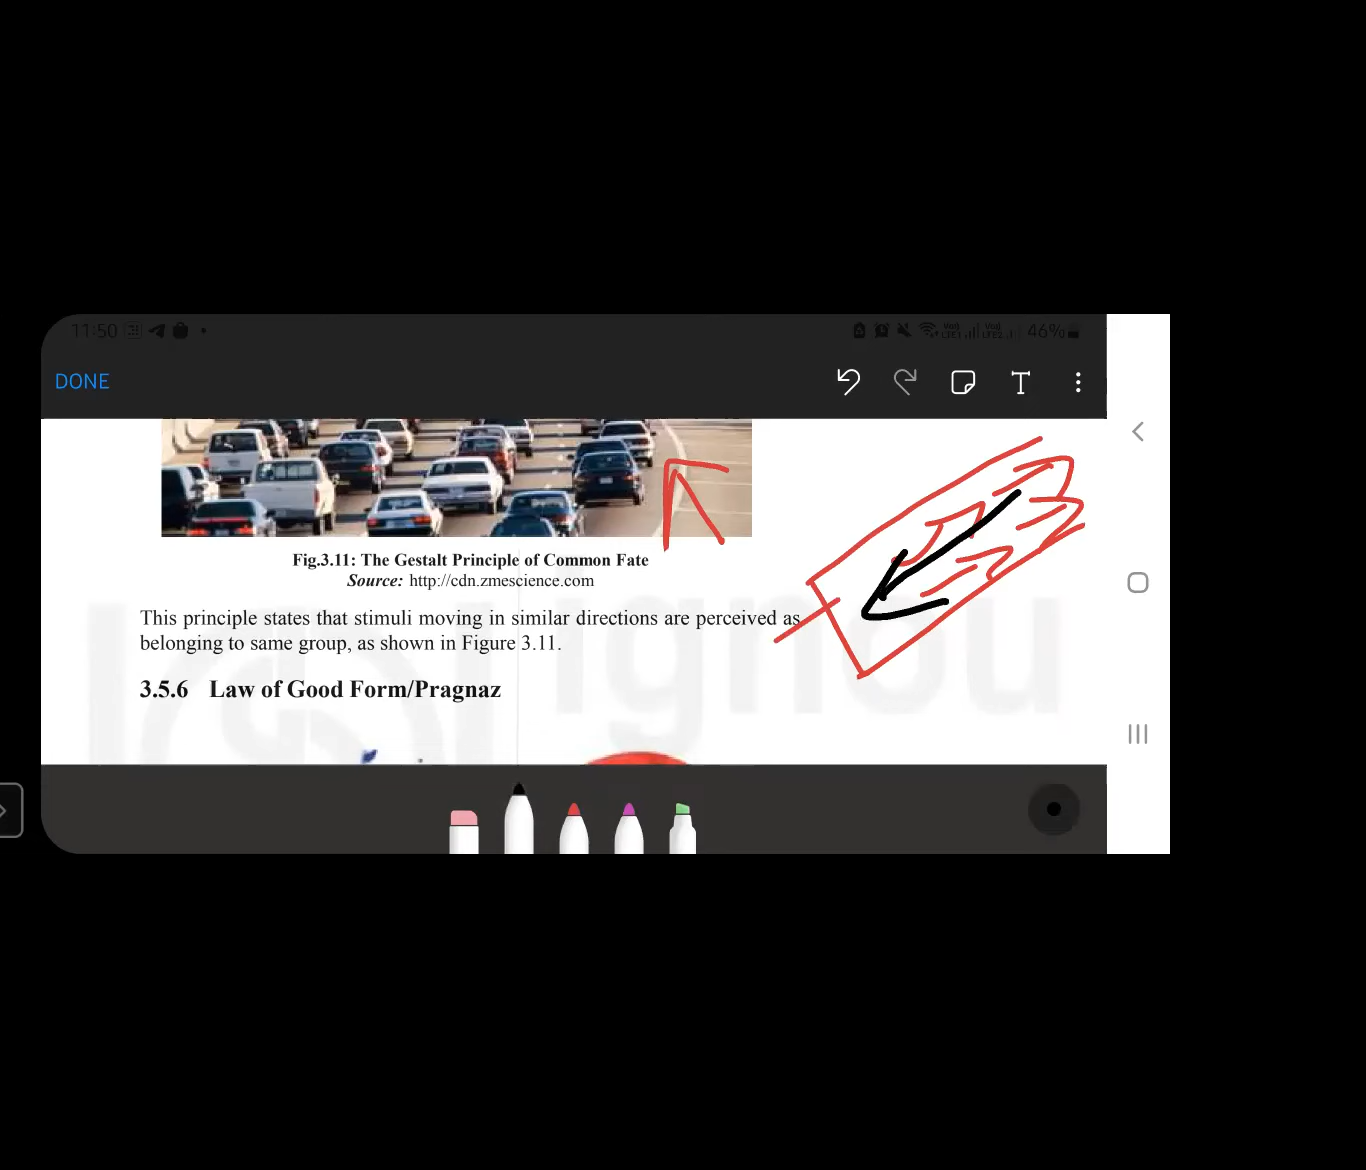 11:50
46%
DONE
T
Fig.3.11: The Gestalt Principle of Common Fate
Source: http://cdn.zmescience.com
This principle states that stimuli moving in similar directions are perceived as
belonging to same group, as shown in Figure 3.11.
3.5.6 Law of Good Form/Pragnaz
ignou